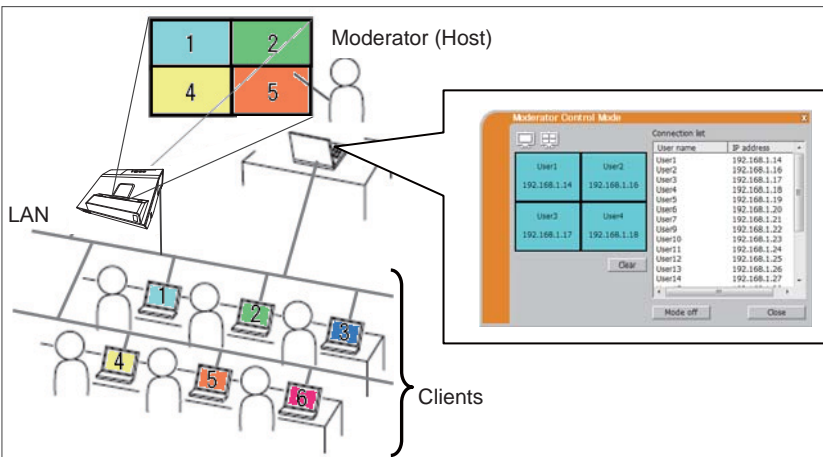 1 2
4 5
Moderator (Host)
LAN
1 2 3
4 5 6
Clients
Moderator Control Mode
X
User1
192.168.1.14
User2
192.168.1.16
User3
192.168.1.17
User4
192.168.1.18
Clear
Connection list
User name IP address
User1 192.168.1.14
User2 192.168.1.16
User3 192.168.1.17
User4 192.168.1.18
User5 192.168.1.19
User6 192.168.1.20
User7 192.168.1.21
User9 192.168.1.22
User10 192.168.1.23
User11 192.168.1.24
User12 192.168.1.25
User13 192.168.1.26
User14 192.168.1.27
Mode off
Close